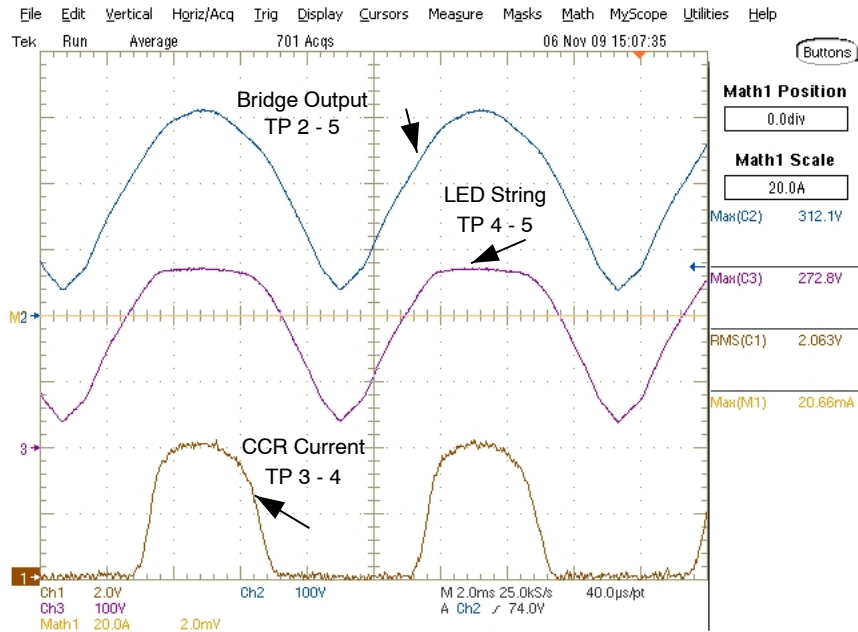 File Edit Vertical Horiz/Acq Trig Display Cursors Measure Masks Math MyScope Utilities Help
Tek Run Average 701 Acqs 06 Nov 09 15:07:35
Buttons
Bridge Output
TP 2 - 5
LED String
TP 4 - 5
CCR Current
TP 3 - 4
M2
3
1
Math1 Position
0.0div
Math1 Scale
20.0A
Max(C2) 312.1V
Max(C3) 272.8V
RMS(C1) 2.063V
Max(M1) 20.66mA
Ch1 2.0V Ch2 100V M 2.0ms 25.0kS/s 40.0µs/pt
Ch3 100V A Ch2 / 74.0V
Math1 20.0A 2.0mV